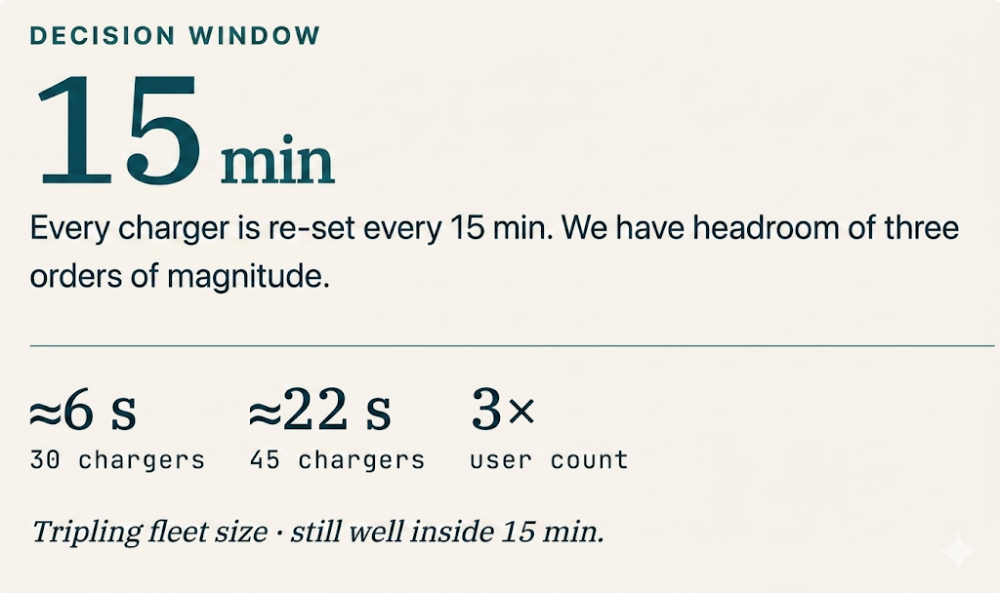 DECISION WINDOW
15 min
Every charger is re-set every 15 min. We have headroom of three
orders of magnitude.
≈6 s ≈22 s 3×
30 chargers 45 chargers user count
Tripling fleet size · still well inside 15 min.